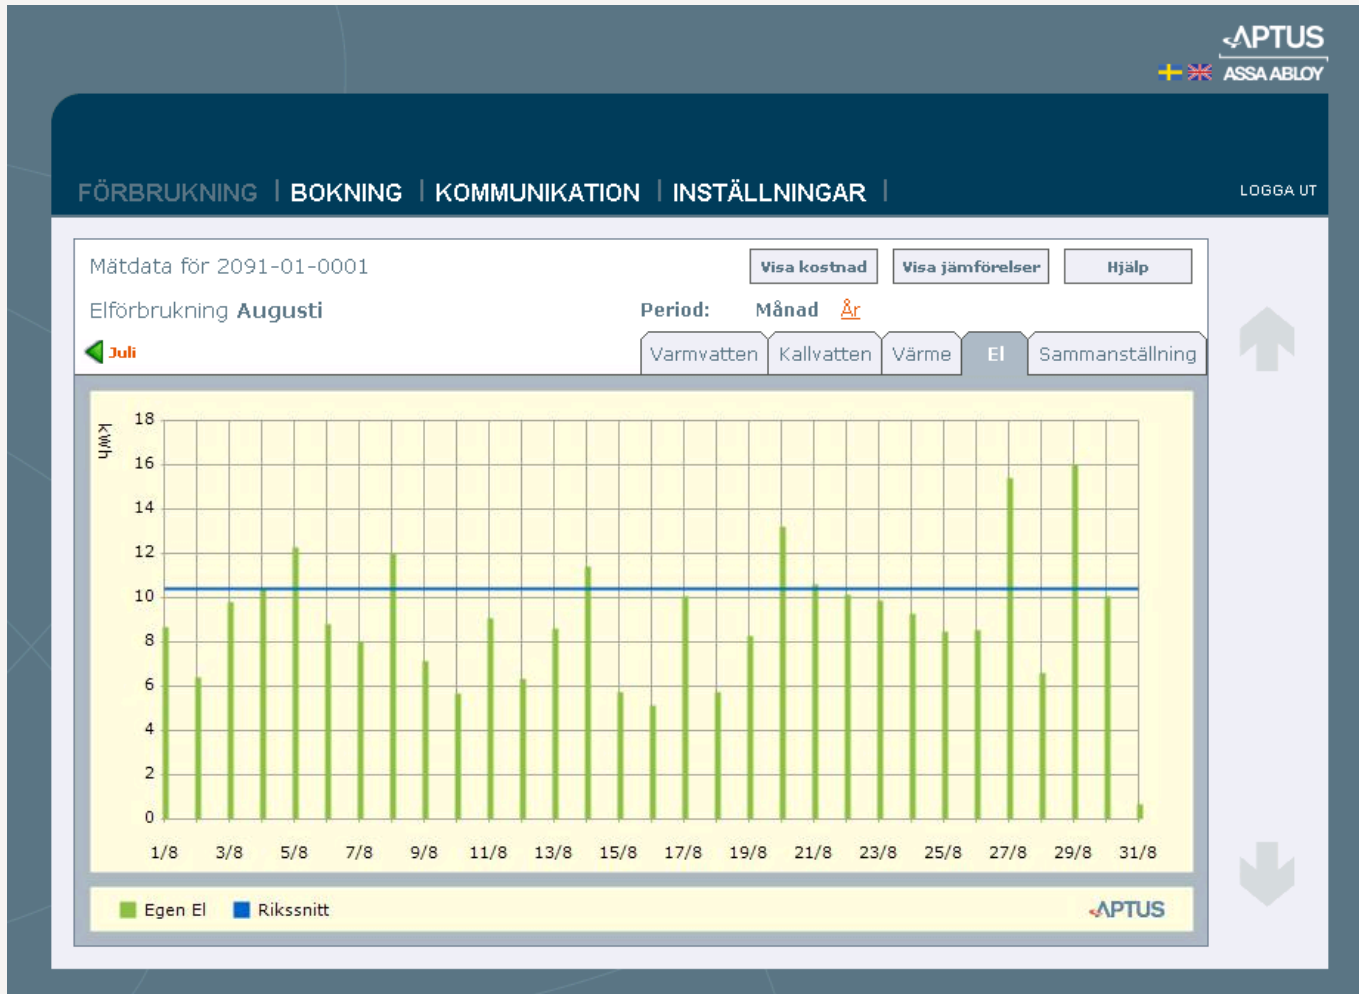 APTUS
ASSA ABLOY
FÖRBRUKNING | BOKNING | KOMMUNIKATION | INSTÄLLNINGAR |
LOGGA UT
Mätdata för 2091-01-0001
Visa kostnad
Visa jämförelser
Hjälp
Elförbrukning Augusti
Period: Månad År
Juli
Varmvatten
Kallvatten
Värme
El
Sammanställning
kWh
18
16
14
12
10
8
6
4
2
0
1/8 3/8 5/8 7/8 9/8 11/8 13/8 15/8 17/8 19/8 21/8 23/8 25/8 27/8 29/8 31/8
Egen El Rikssnitt
APTUS